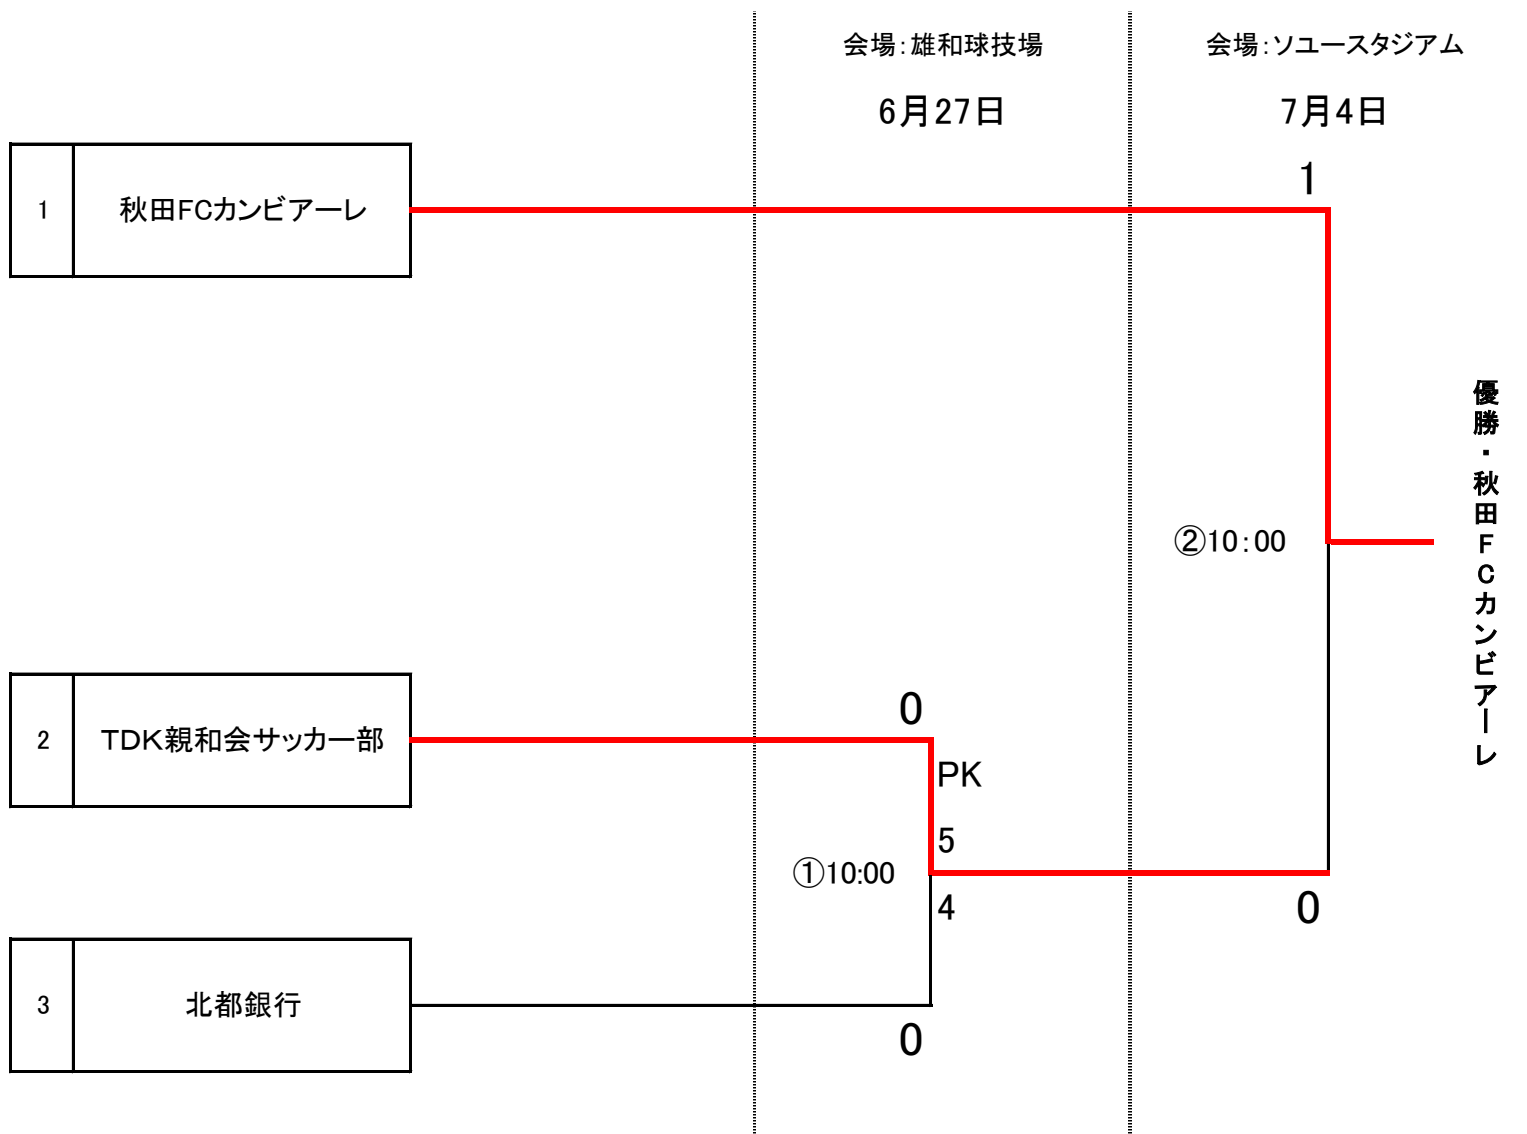 会場：雄和球技場
会場：ソユースタジアム
6月27日
7月4日
1
1
秋田FCカンビアーレ
優勝・秋田FCカンビアーレ
②10：00
0
2
TDK親和会サッカー部
PK
5
①10:00
4
0
3
北都銀行
0